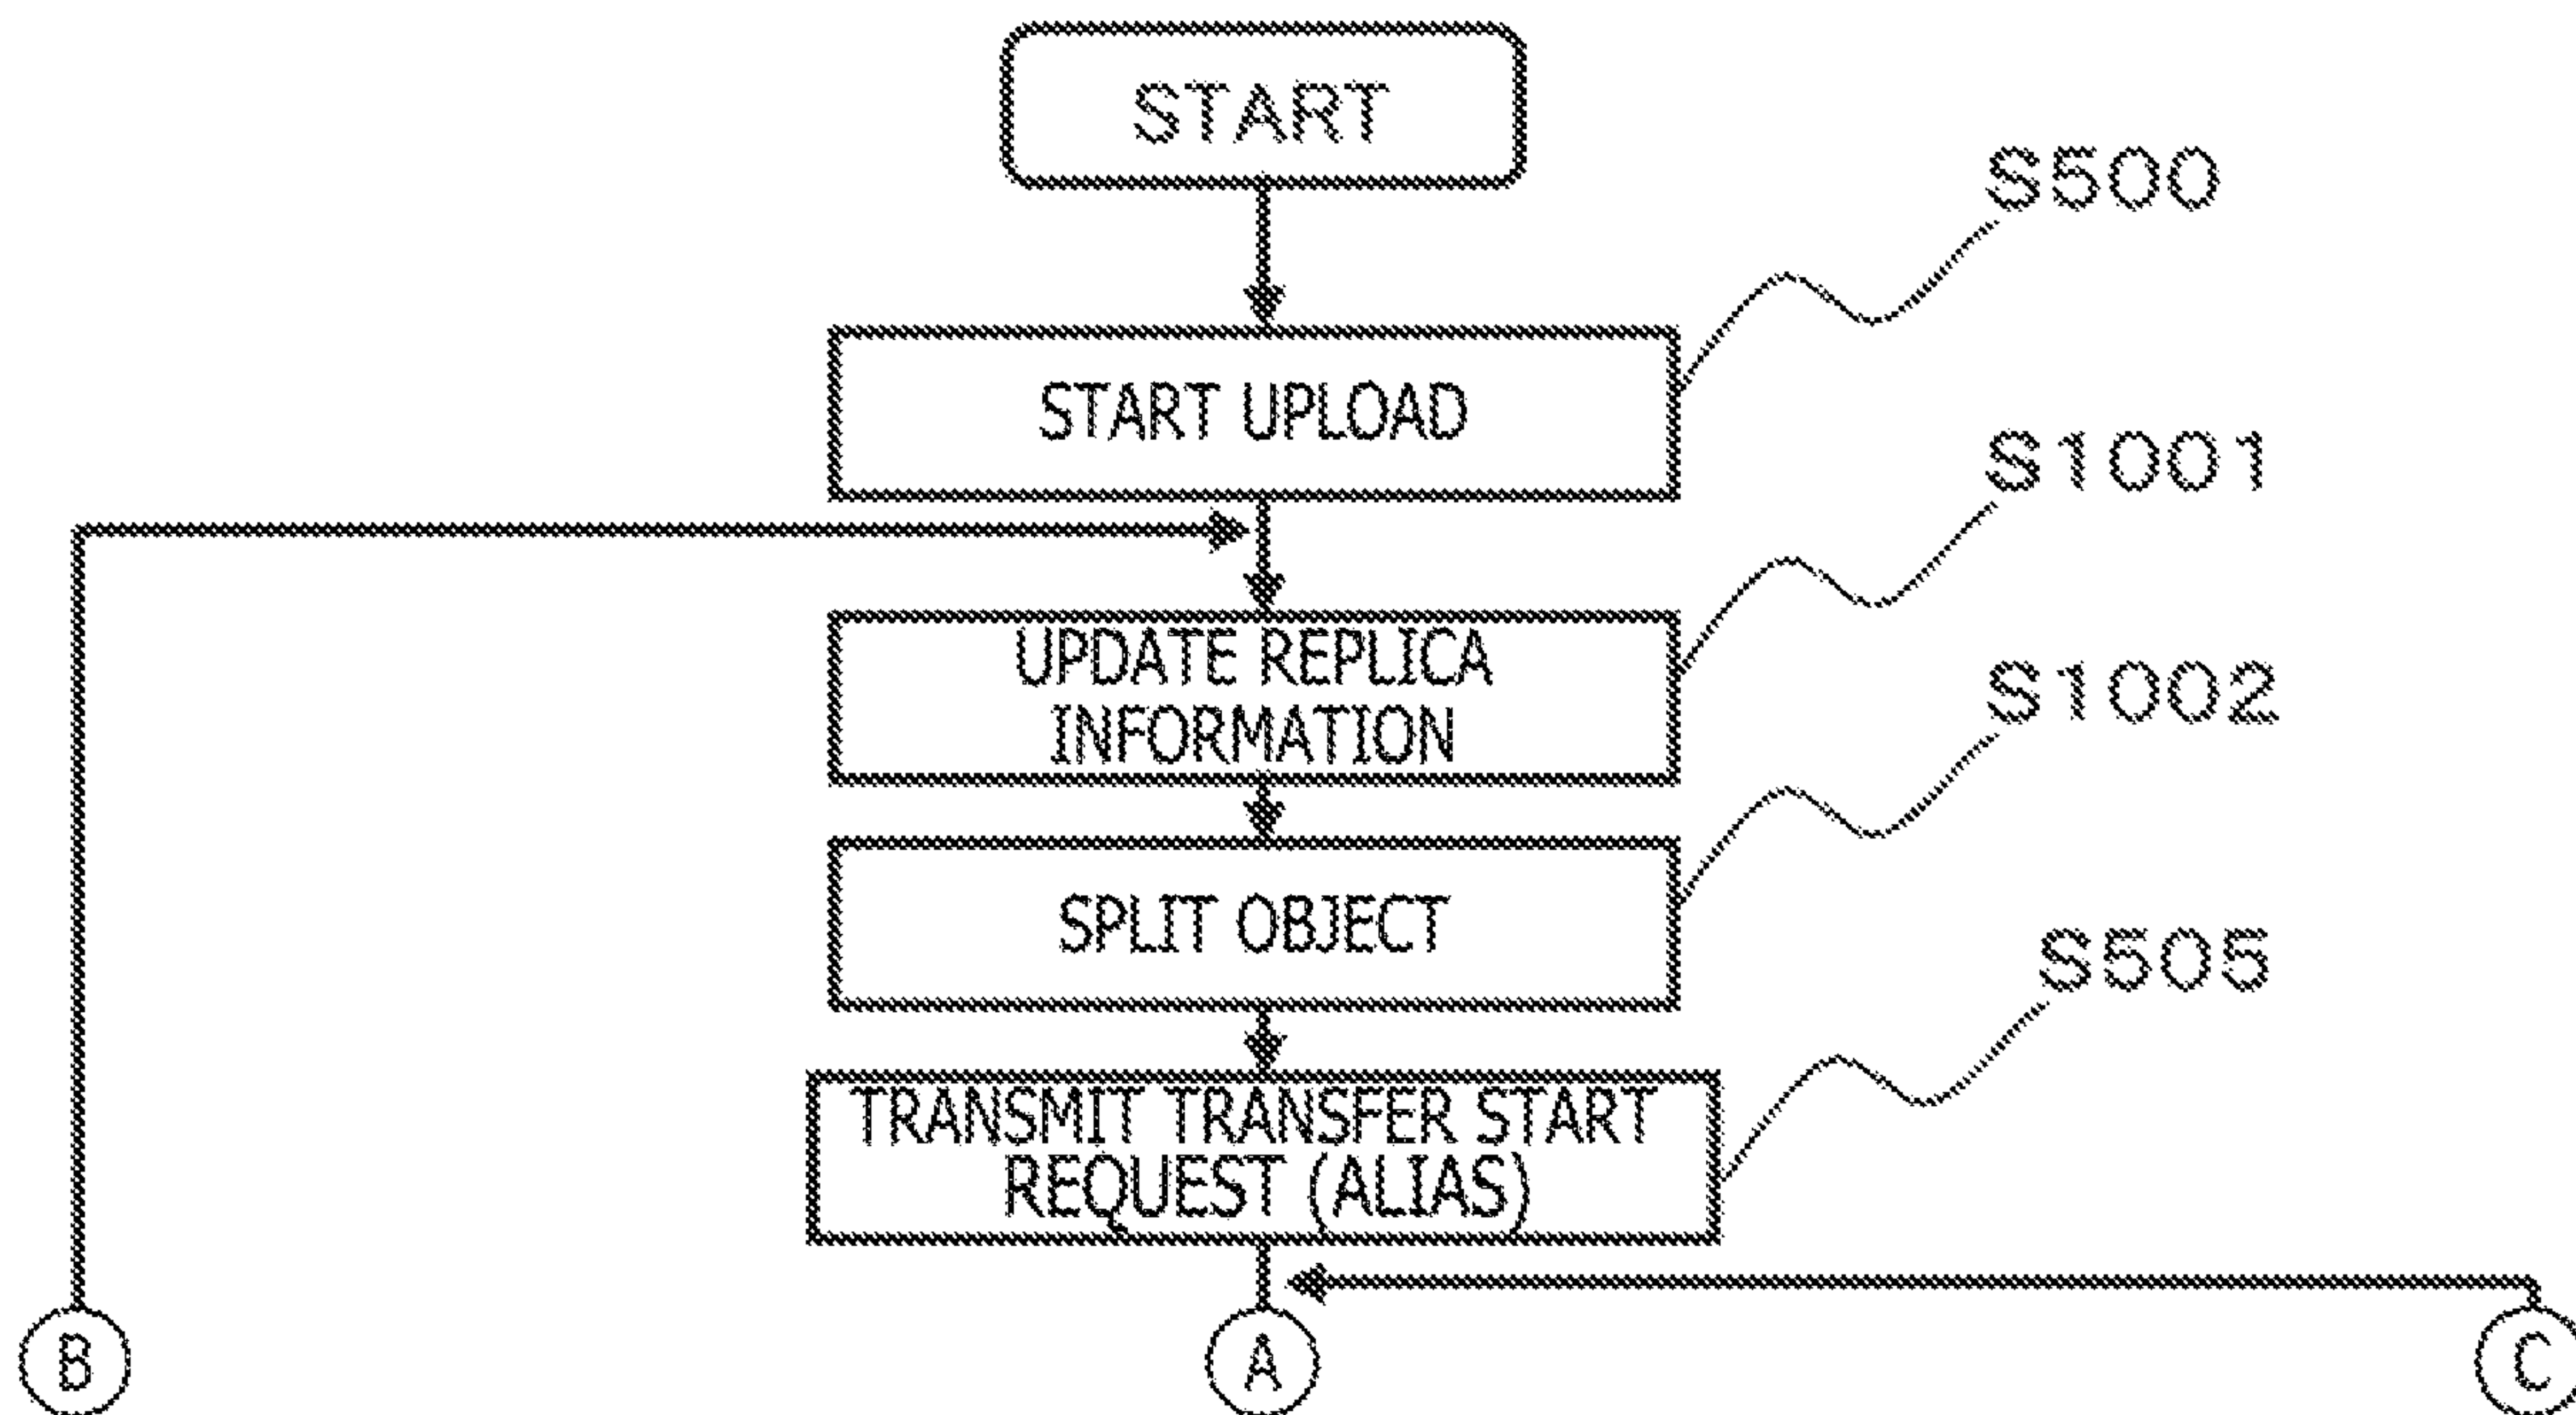 START
S500
START UPLOAD
S1001
UPDATE REPLICA
INFORMATION
S1002
SPLIT OBJECT
S505
TRANSMIT TRANSFER START
REQUEST (ALIAS)
B
A
C